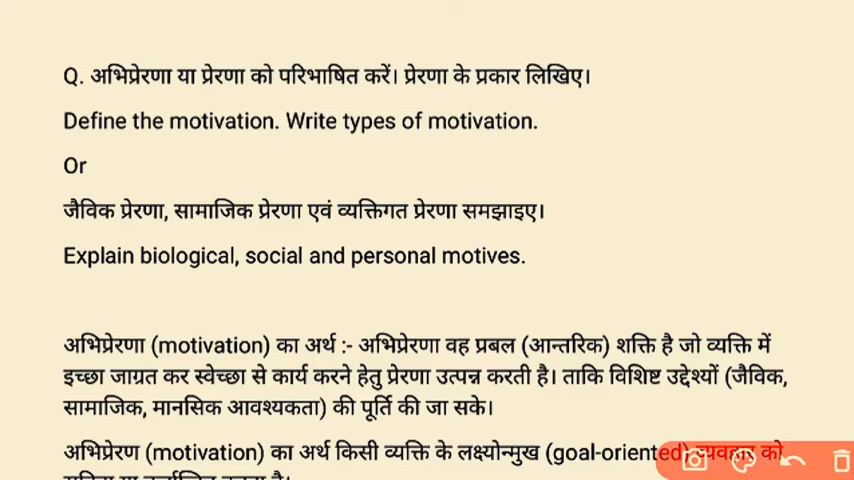 Q. अभिप्रेरणा या प्रेरणा को परिभाषित करें। प्रेरणा के प्रकार लिखिए।
Define the motivation. Write types of motivation.
Or
जैविक प्रेरणा, सामाजिक प्रेरणा एवं व्यक्तिगत प्रेरणा समझाइए।
Explain biological, social and personal motives.
अभिप्रेरणा (motivation) का अर्थ :- अभिप्रेरणा वह प्रबल (आन्तरिक) शक्ति है जो व्यक्ति में
इच्छा जाग्रत कर स्वेच्छा से कार्य करने हेतु प्रेरणा उत्पन्न करती है। ताकि विशिष्ट उद्देश्यों (जैविक,
सामाजिक, मानसिक आवश्यकता) की पूर्ति की जा सके।
अभिप्रेरण (motivation) का अर्थ किसी व्यक्ति के लक्ष्योन्मुख (goal-oriented) व्यवहार को